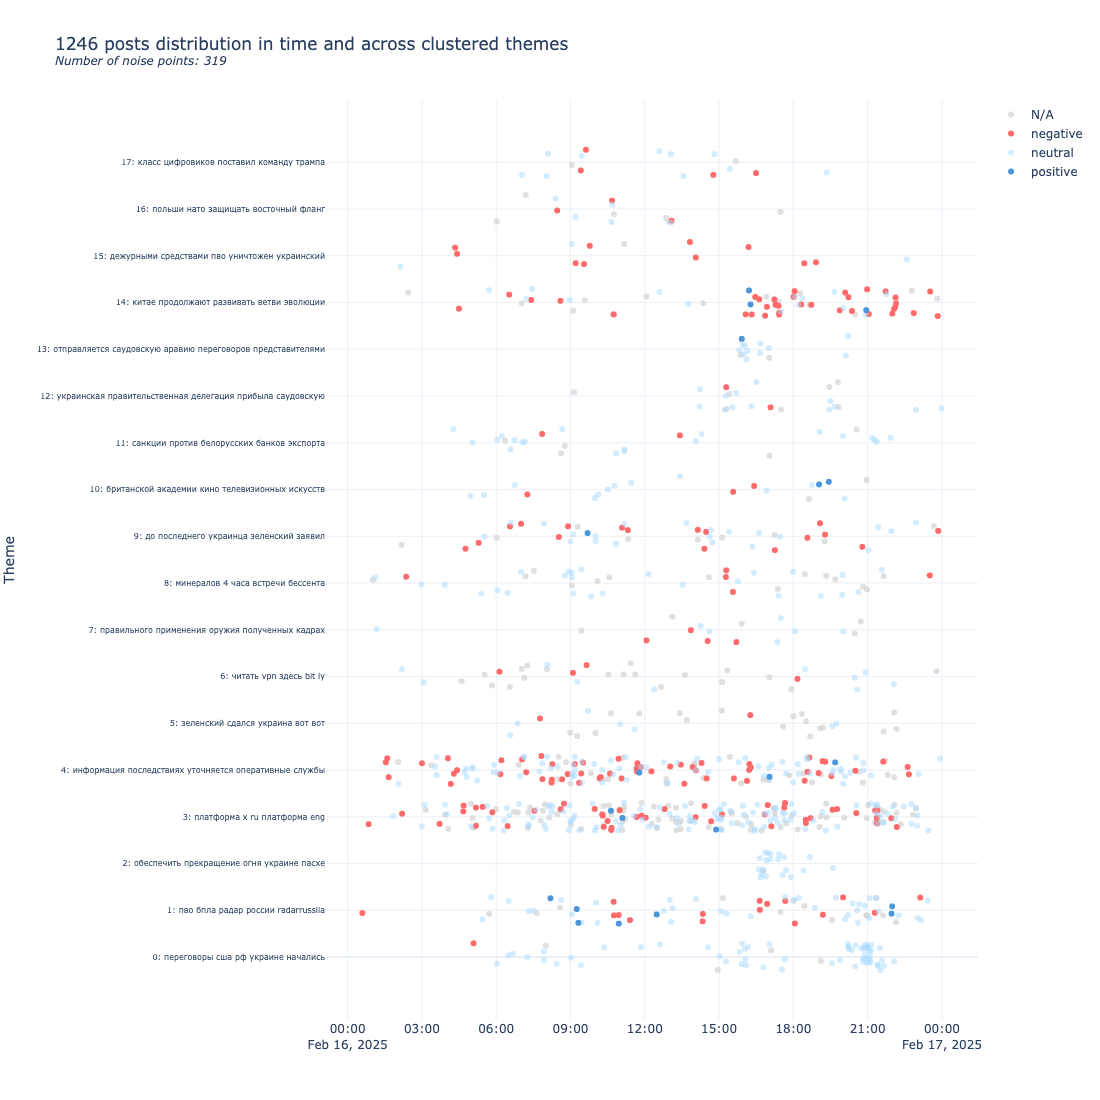 1246 posts distribution in time and across clustered themes
Number of noise points: 319
N/A
negative
neutral
positive
17: класс цифровиков поставил команду трампа
16: польши нато защищать восточный фланг
15: дежурными средствами пво уничтожен украинский
14: китае продолжают развивать ветви эволюции
13: отправляется саудовскую аравию переговоров представителями
12: украинская правительственная делегация прибыла саудовскую
11: санкции против белорусских банков экспорта
10: британской академии кино телевизионных искусств
9: до последнего украинца зеленский заявил
8: минералов 4 часа встречи бессента
7: правильного применения оружия полученных кадрах
6: читать vpn здесь bit ly
5: зеленский сдался украина вот вот
4: информация последствиях уточняется оперативные службы
3: платформа x ru платформа eng
2: обеспечить прекращение огня украине пасхе
1: пво бпла радар россии radarrussiia
0: переговоры сша рф украине начались
Theme
00:00 03:00 06:00 09:00 12:00 15:00 18:00 21:00 00:00
Feb 16, 2025 Feb 17, 2025